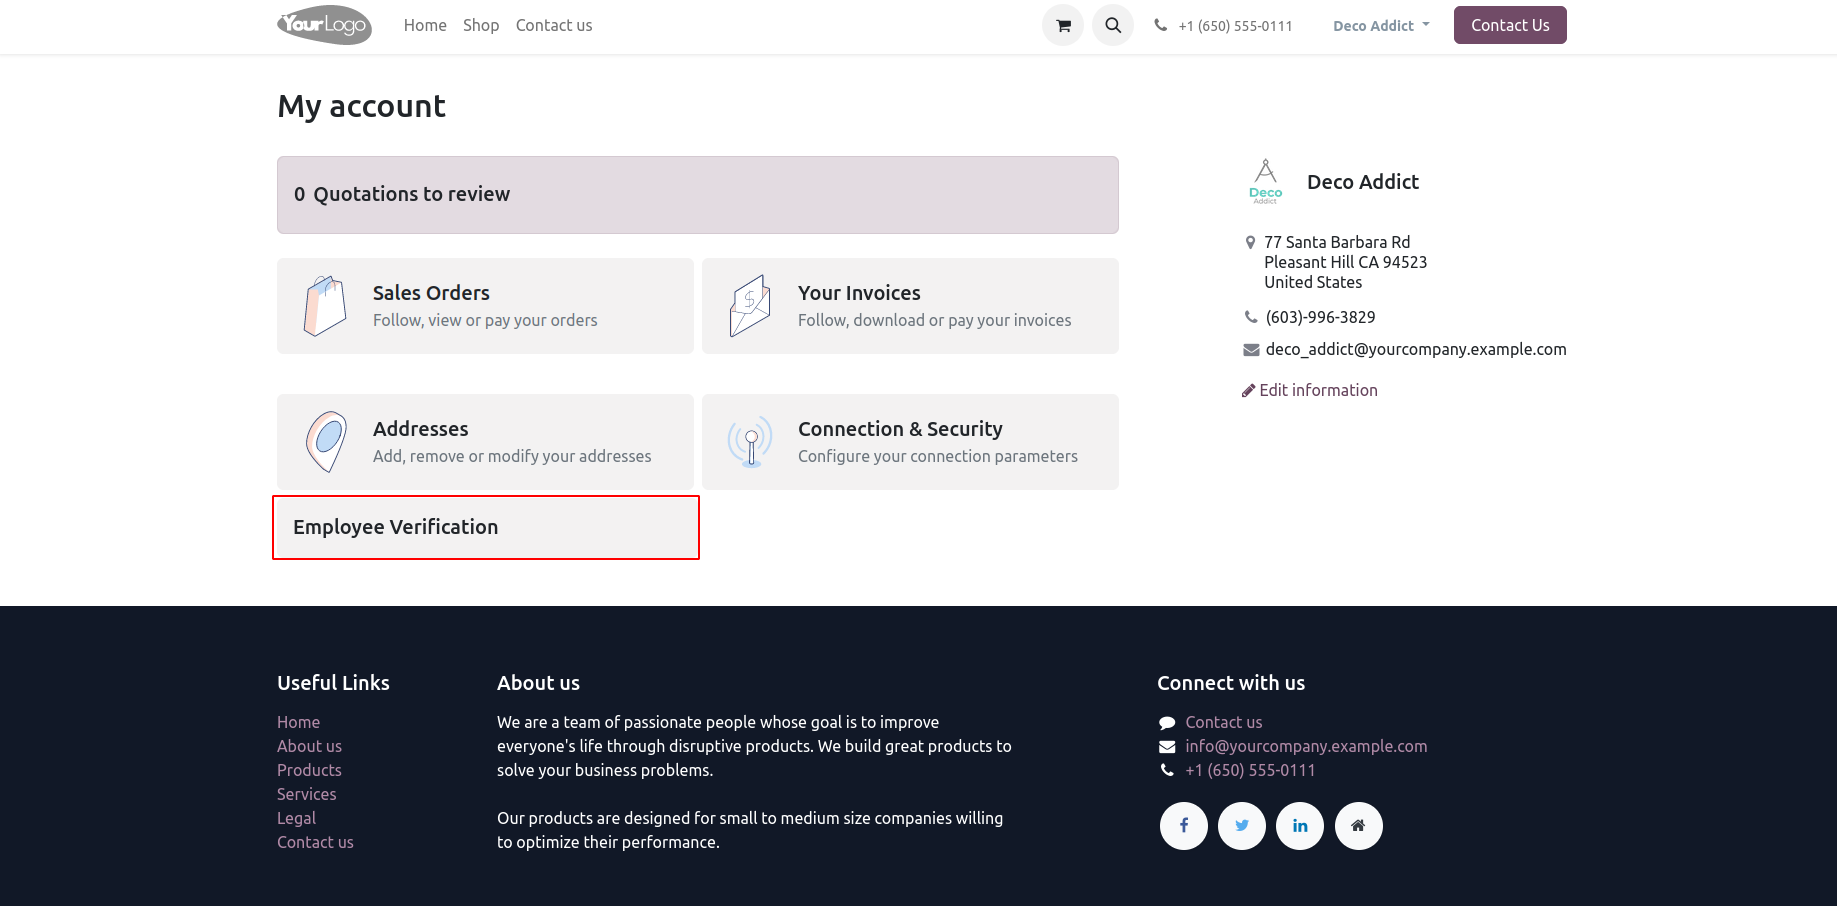 YourLogo
Home Shop Contact us
+1 (650) 555-0111
Deco Addict
Contact Us
My account
0 Quotations to review
Sales Orders
Follow, view or pay your orders
$
Your Invoices
Follow, download or pay your invoices
Addresses
Add, remove or modify your addresses
Connection & Security
Configure your connection parameters
Employee Verification
Deco
Addict
Deco Addict
77 Santa Barbara Rd
Pleasant Hill CA 94523
United States
(603)-996-3829
deco_addict@yourcompany.example.com
Edit information
Useful Links
Home
About us
Products
Services
Legal
Contact us
About us
We are a team of passionate people whose goal is to improve
everyone's life through disruptive products. We build great products to
solve your business problems.
Our products are designed for small to medium size companies willing
to optimize their performance.
Connect with us
Contact us
info@yourcompany.example.com
+1 (650) 555-0111